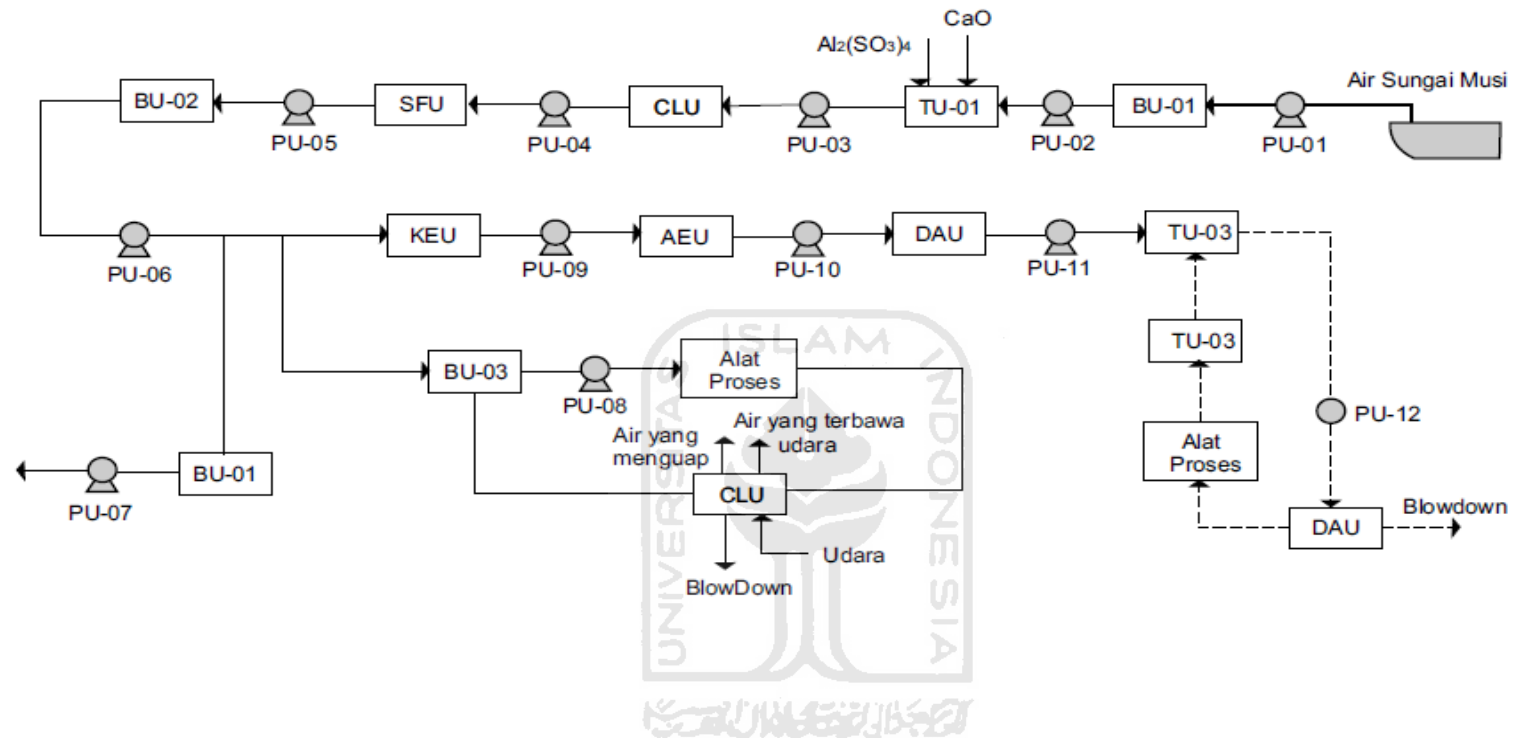 CaO
Al2(SO3)4
Air Sungai Musi
BU-02
SFU
CLU
TU-01
BU-01
PU-05
PU-04
PU-03
PU-02
PU-01
KEU
AEU
DAU
TU-03
PU-06
PU-09
PU-10
PU-11
TU-03
BU-03
Alat
Proses
PU-08
PU-12
Air yang
menguap
Air yang terbawa
udara
Alat
Proses
BU-01
CLU
PU-07
Blowdown
DAU
Udara
BlowDown
UNIVERSITAS
ISLAM
INDONESIA